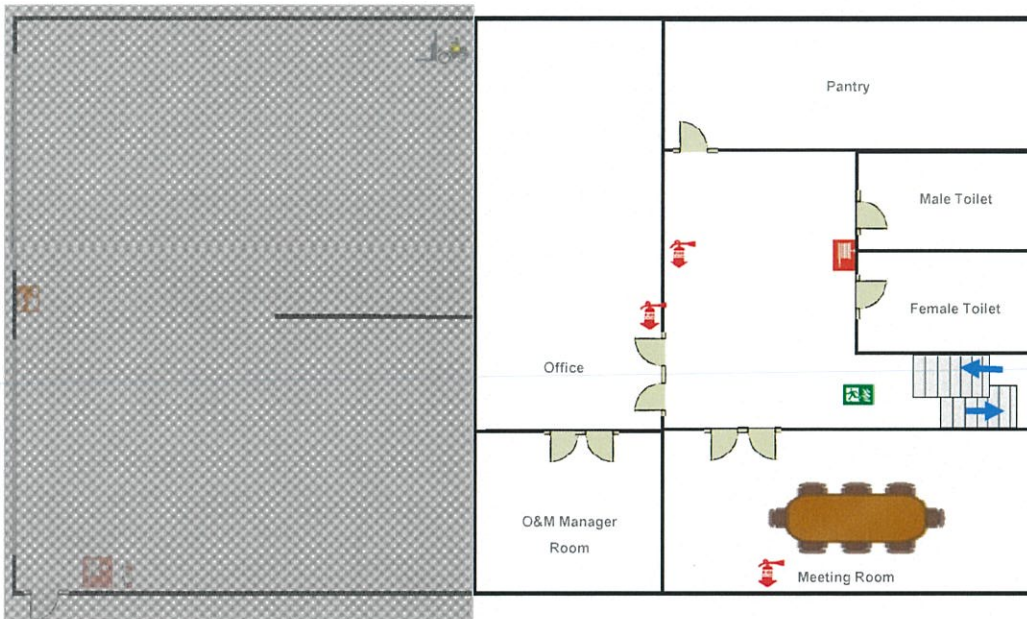 Pantry
Male Toilet
Female Toilet
Office
O&M Manager
Room
Meeting Room